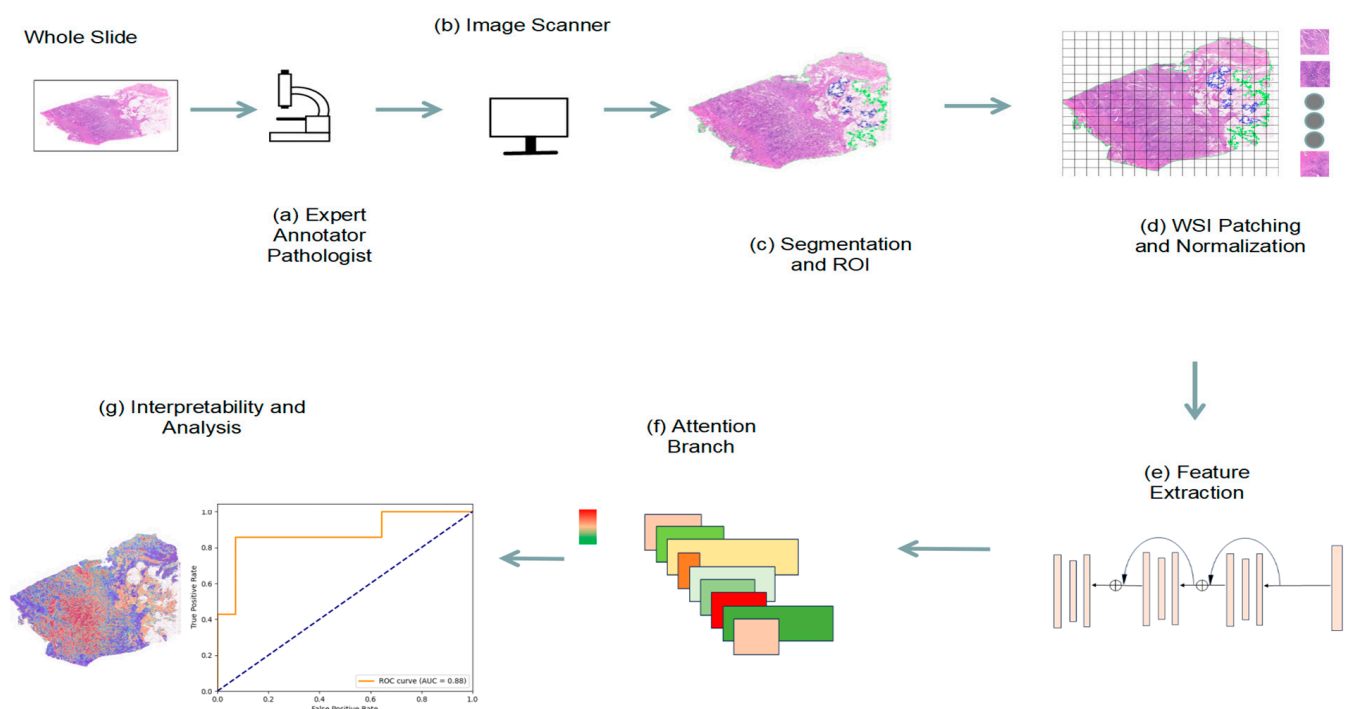 Whole Slide
(b) Image Scanner
(a) Expert
Annotator
Pathologist
(c) Segmentation
and ROI
(d) WSI Patching
and Normalization
(e) Feature
Extraction
(f) Attention
Branch
(g) Interpretability and
Analysis
1.0
0.8
0.6
0.4
0.2
0.0
True Positive Rate
ROC curve (AUC = 0.88)
0.0 0.2 0.4 0.6 0.8 1.0
False Positive Rate